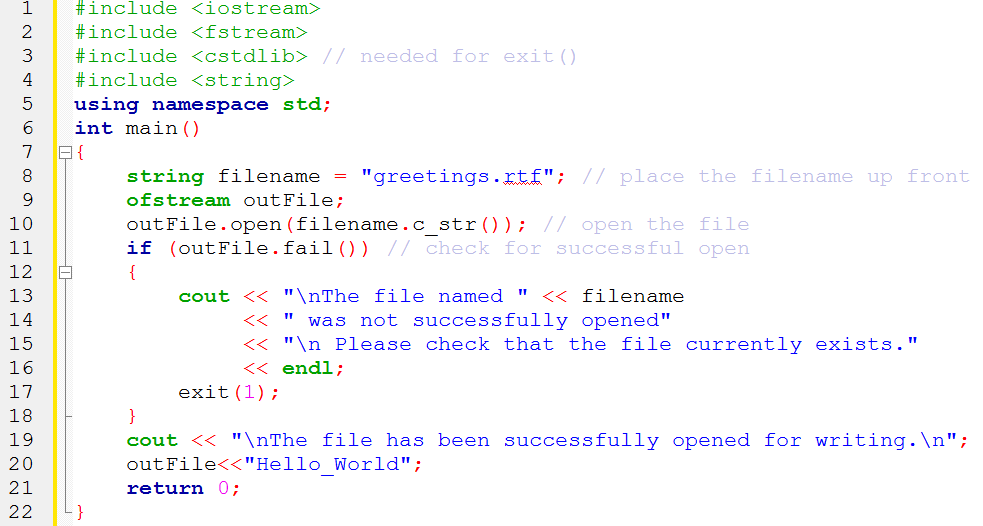 1 #include <iostream>
2 #include <fstream>
3 #include <cstdlib> // needed for exit()
4 #include <string>
5 using namespace std;
6 int main()
7 {
8 string filename = "greetings.rtf"; // place the filename up front
9 ofstream outFile;
10 outFile.open(filename.c_str()); // open the file
11 if (outFile.fail()) // check for successful open
12 {
13 cout << "\nThe file named " << filename
14 << " was not successfully opened"
15 << "\n Please check that the file currently exists."
16 << endl;
17 exit(1);
18 }
19 cout << "\nThe file has been successfully opened for writing.\n";
20 outFile<<"Hello_World";
21 return 0;
22 }